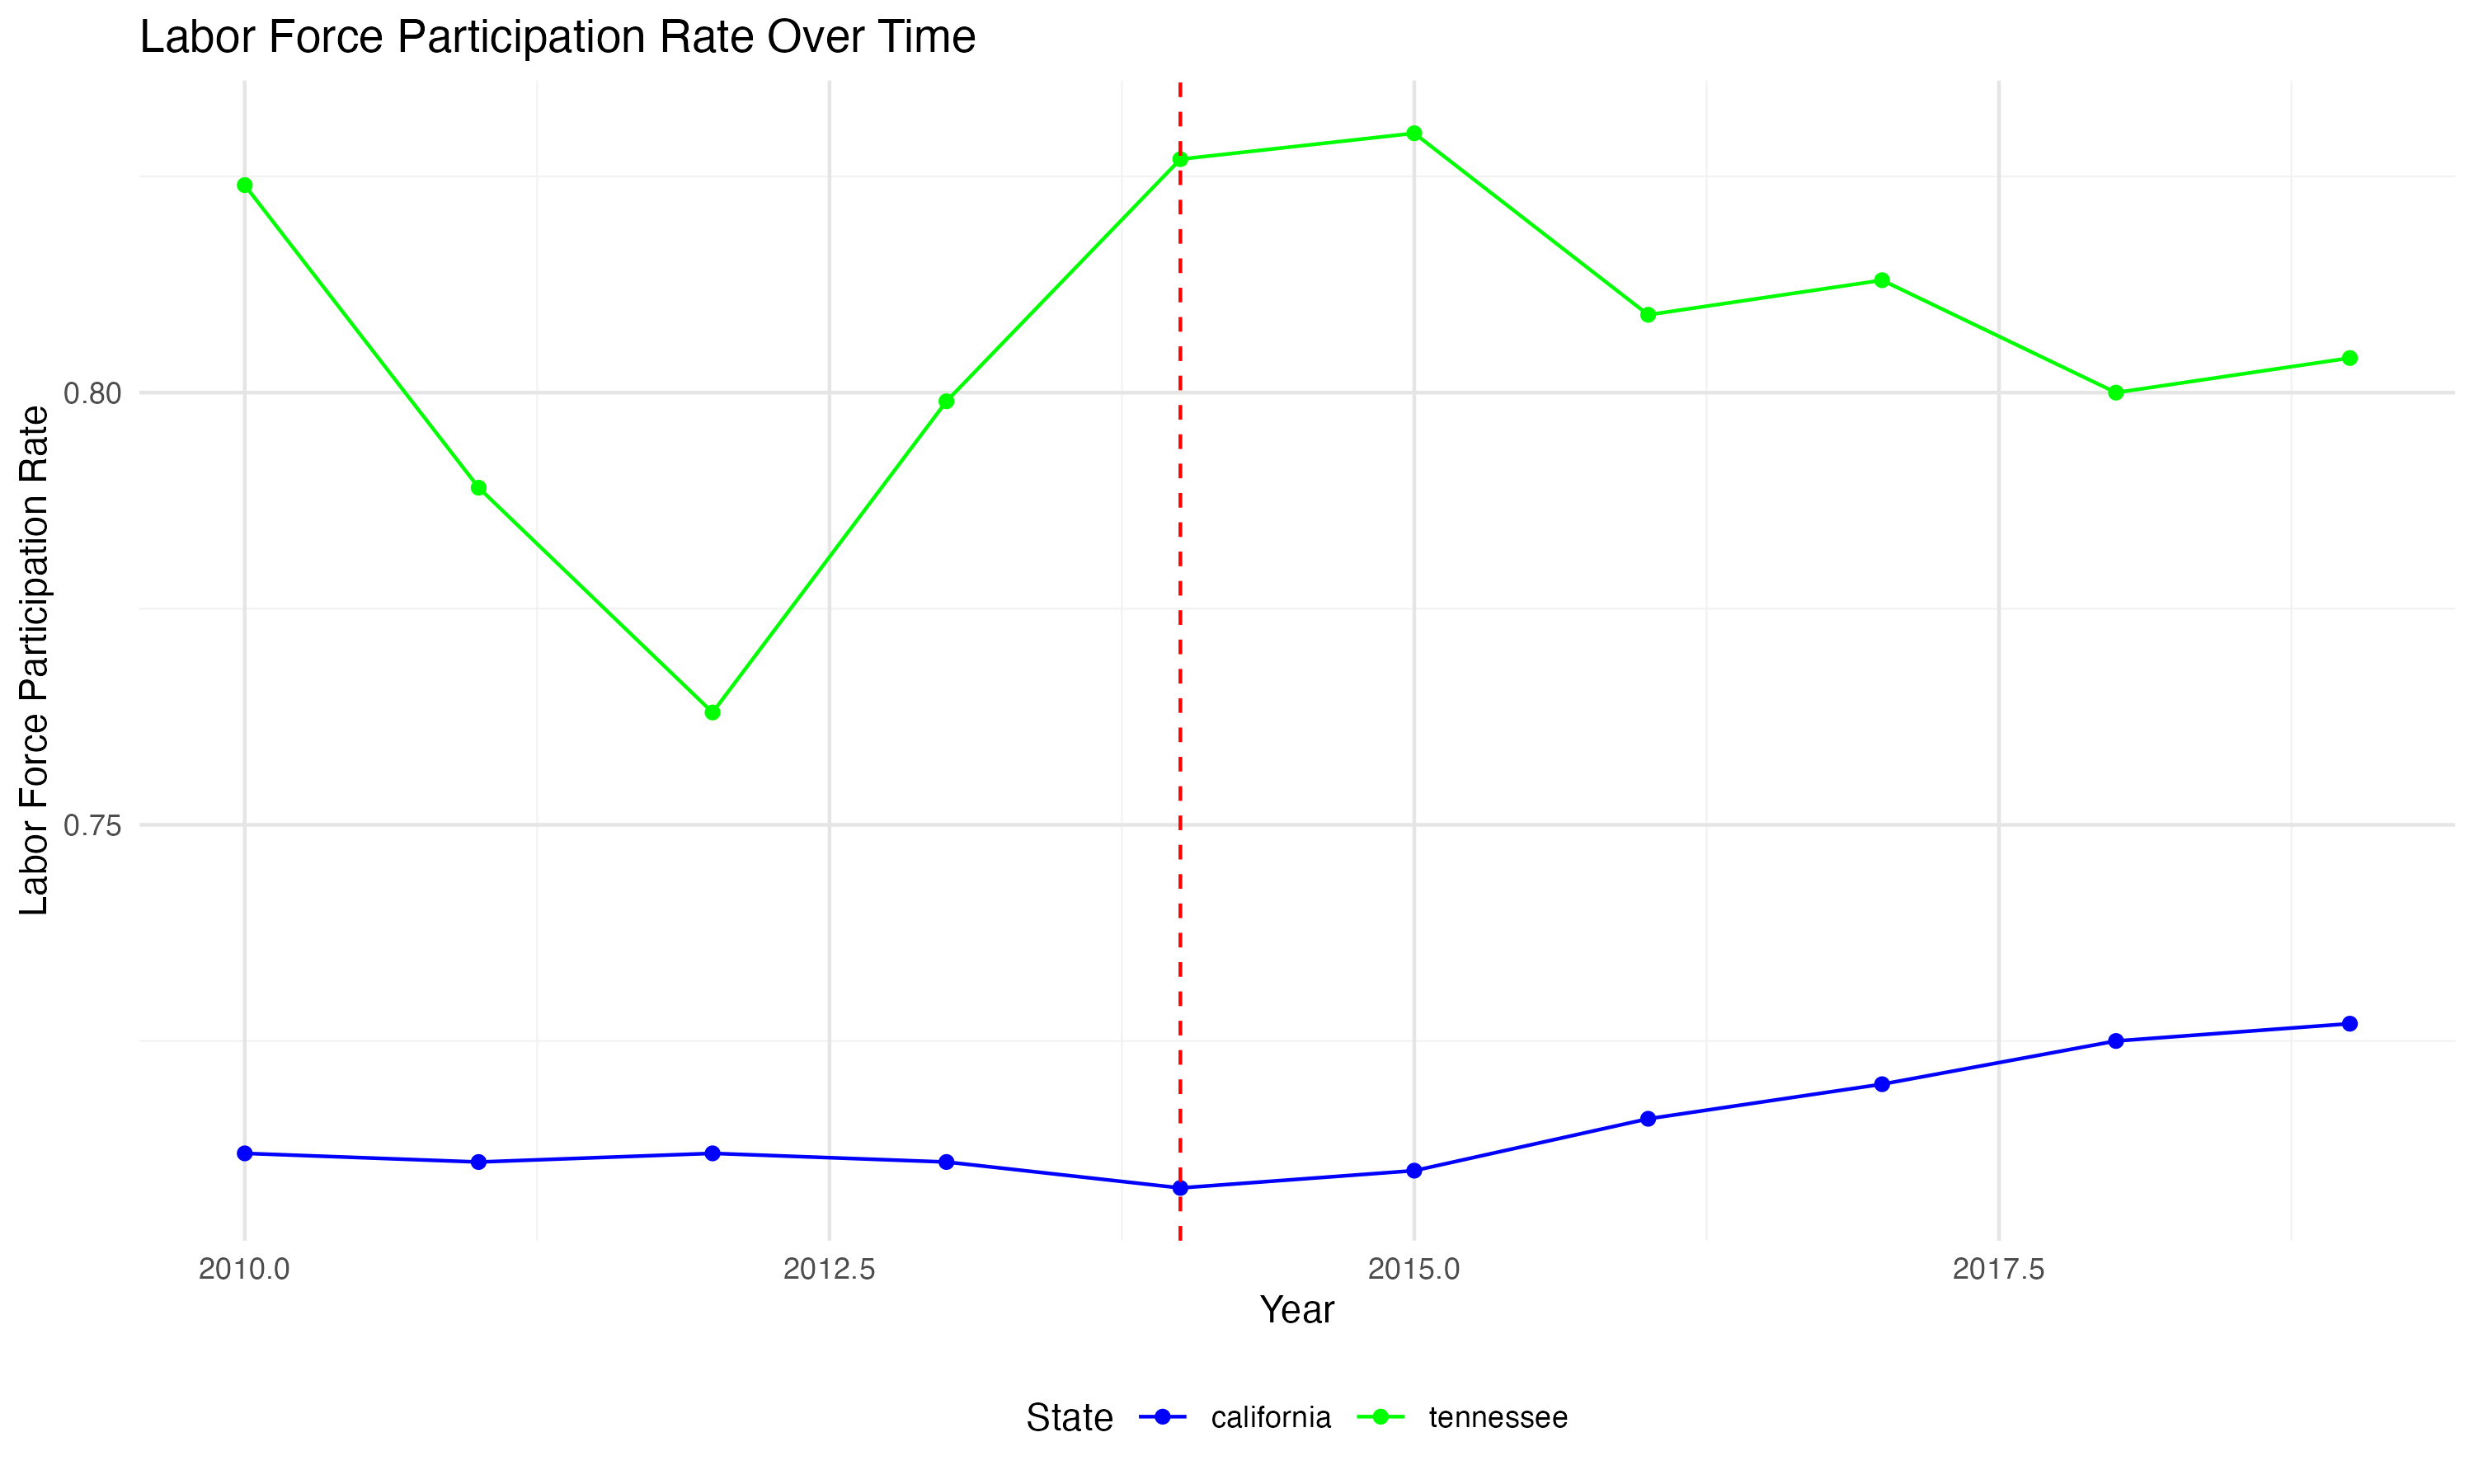 Labor Force Participation Rate Over Time
Labor Force Participation Rate
0.80
0.75
2010.0
2012.5
2015.0
2017.5
Year
State california tennessee